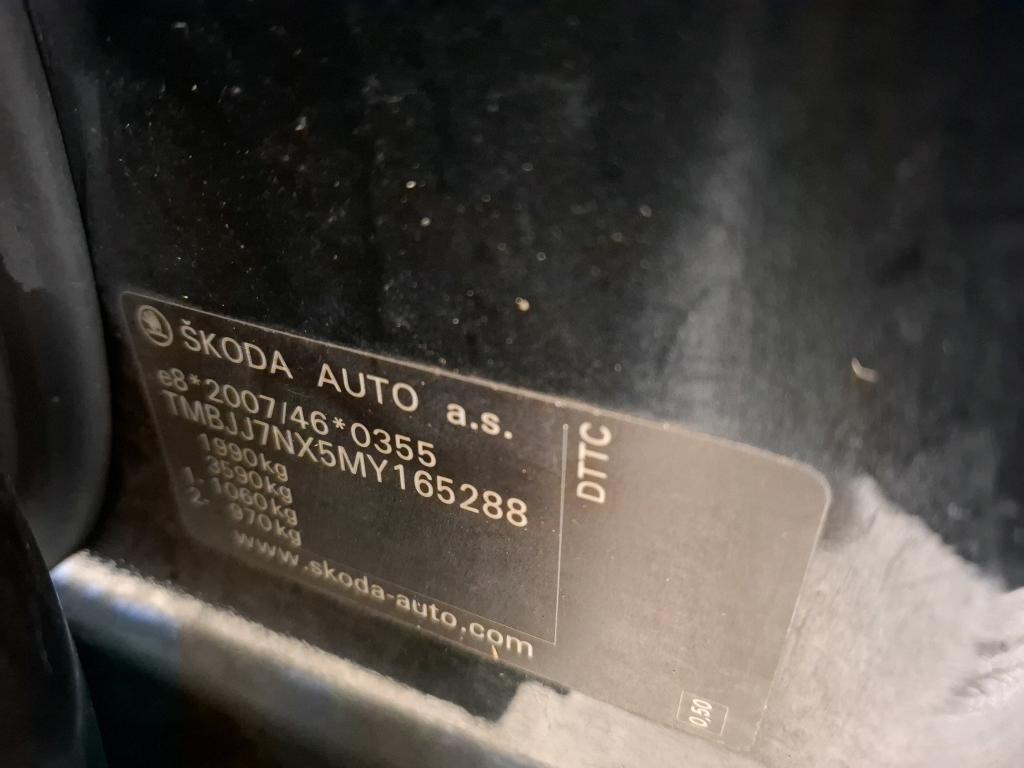 ŠKODA AUTO a.s.
e8*2007/46*0355
TMBJJ7NX5MY165288
1990kg
3590kg
1. 1060kg
2. 970kg
www.skoda-auto.com
DTTC
0,50